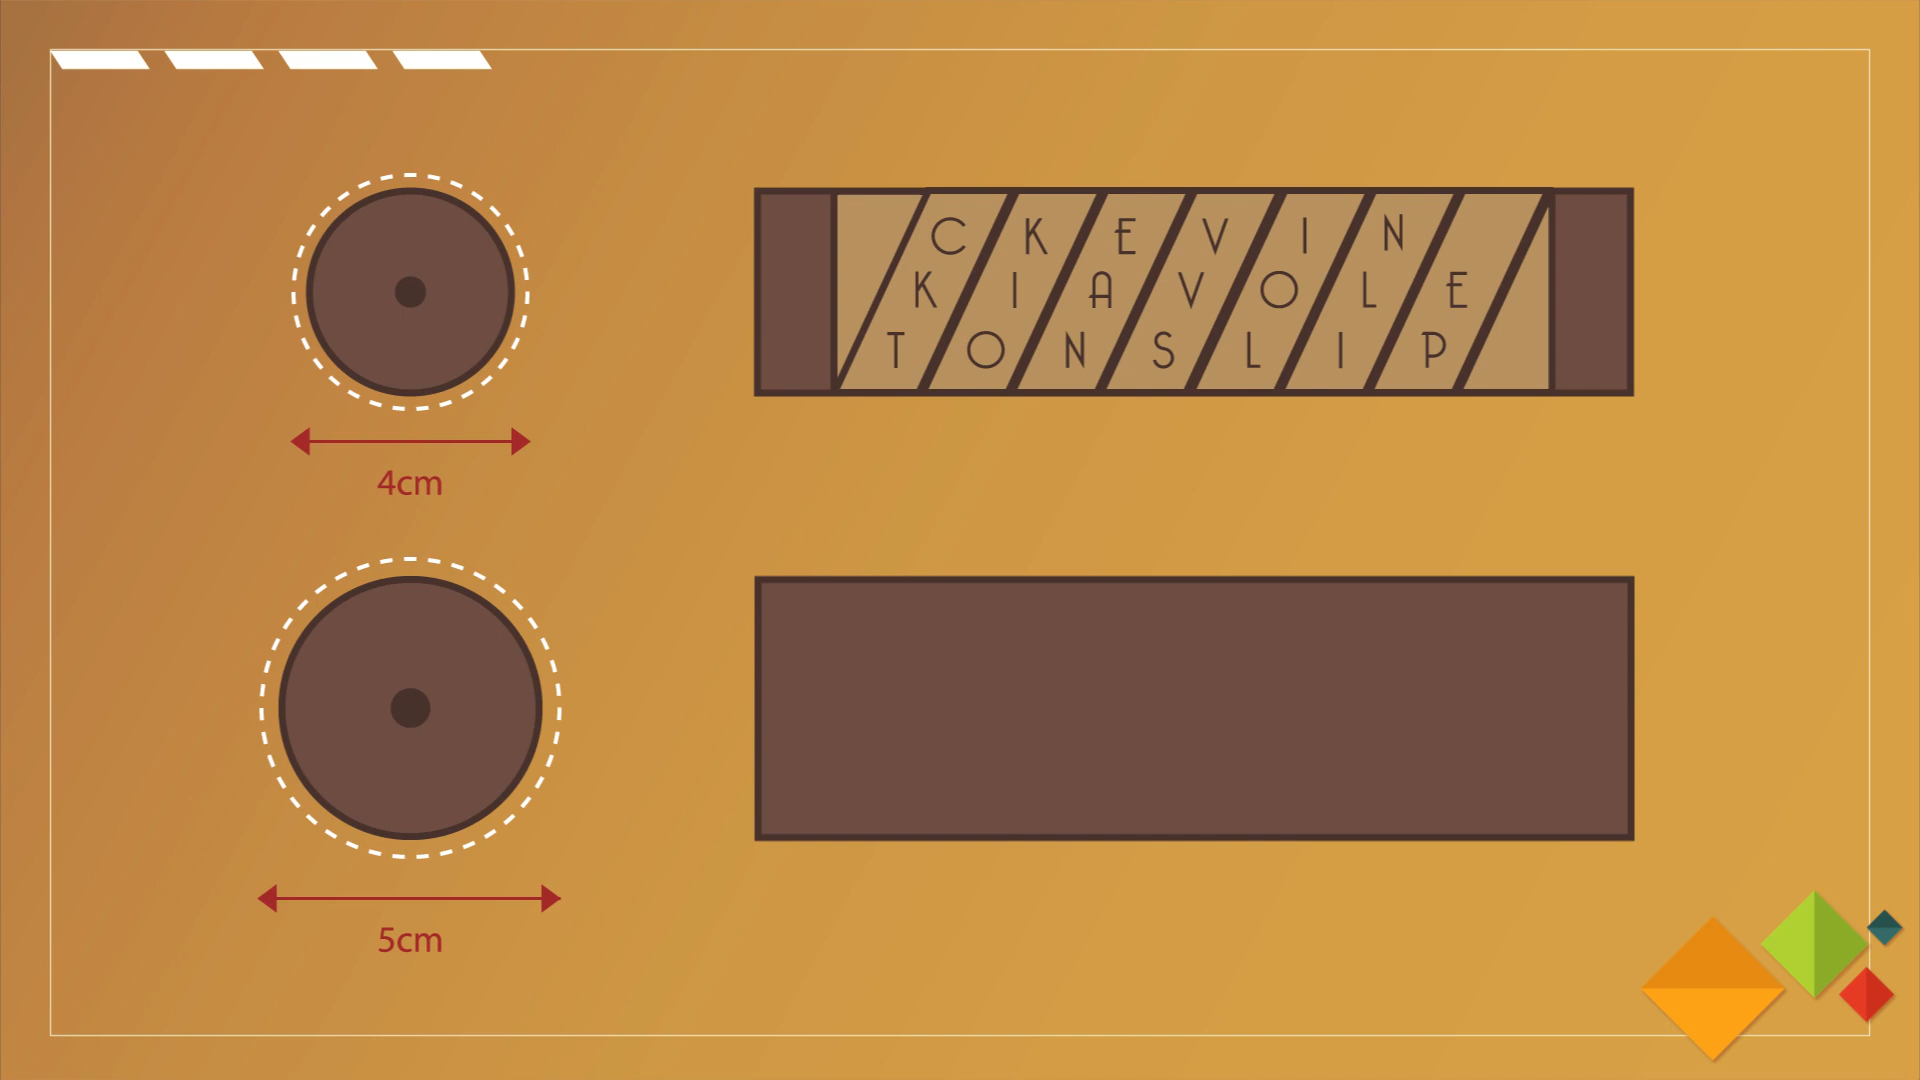 C K E V I N
K I A V O L E
T O N S L I P
4cm
5cm